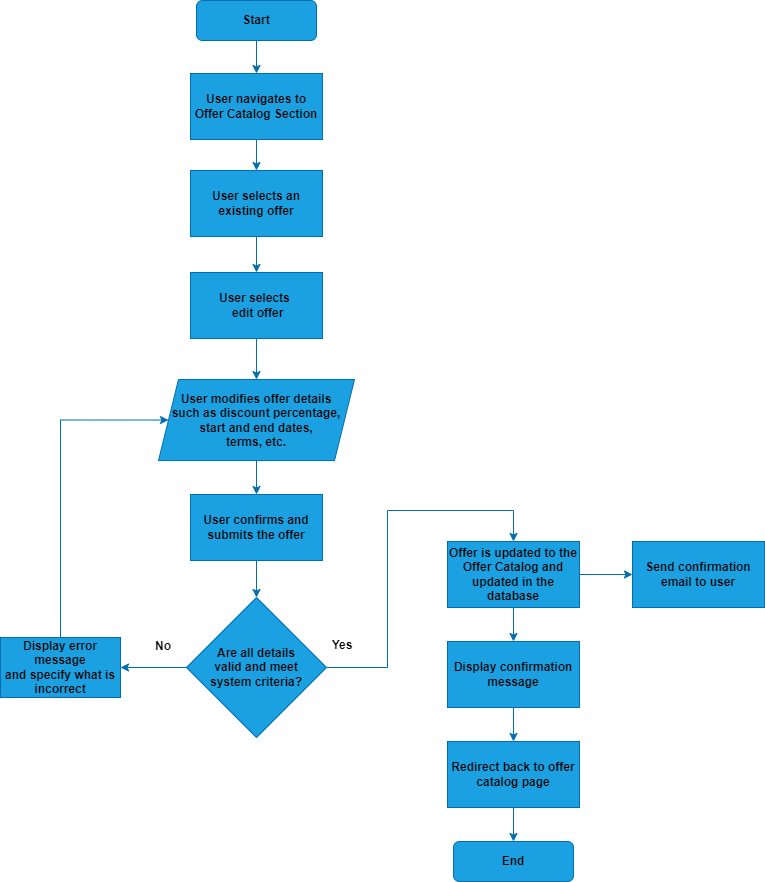 Start
User navigates to
Offer Catalog Section
User selects an
existing offer
User selects
edit offer
User modifies offer details
such as discount percentage,
start and end dates,
terms, etc.
User confirms and
submits the offer
Are all details
valid and meet
system criteria?
No
Display error
message
and specify what is
incorrect
Yes
Offer is updated to the
Offer Catalog and
updated in the
database
Send confirmation
email to user
Display confirmation
message
Redirect back to offer
catalog page
End